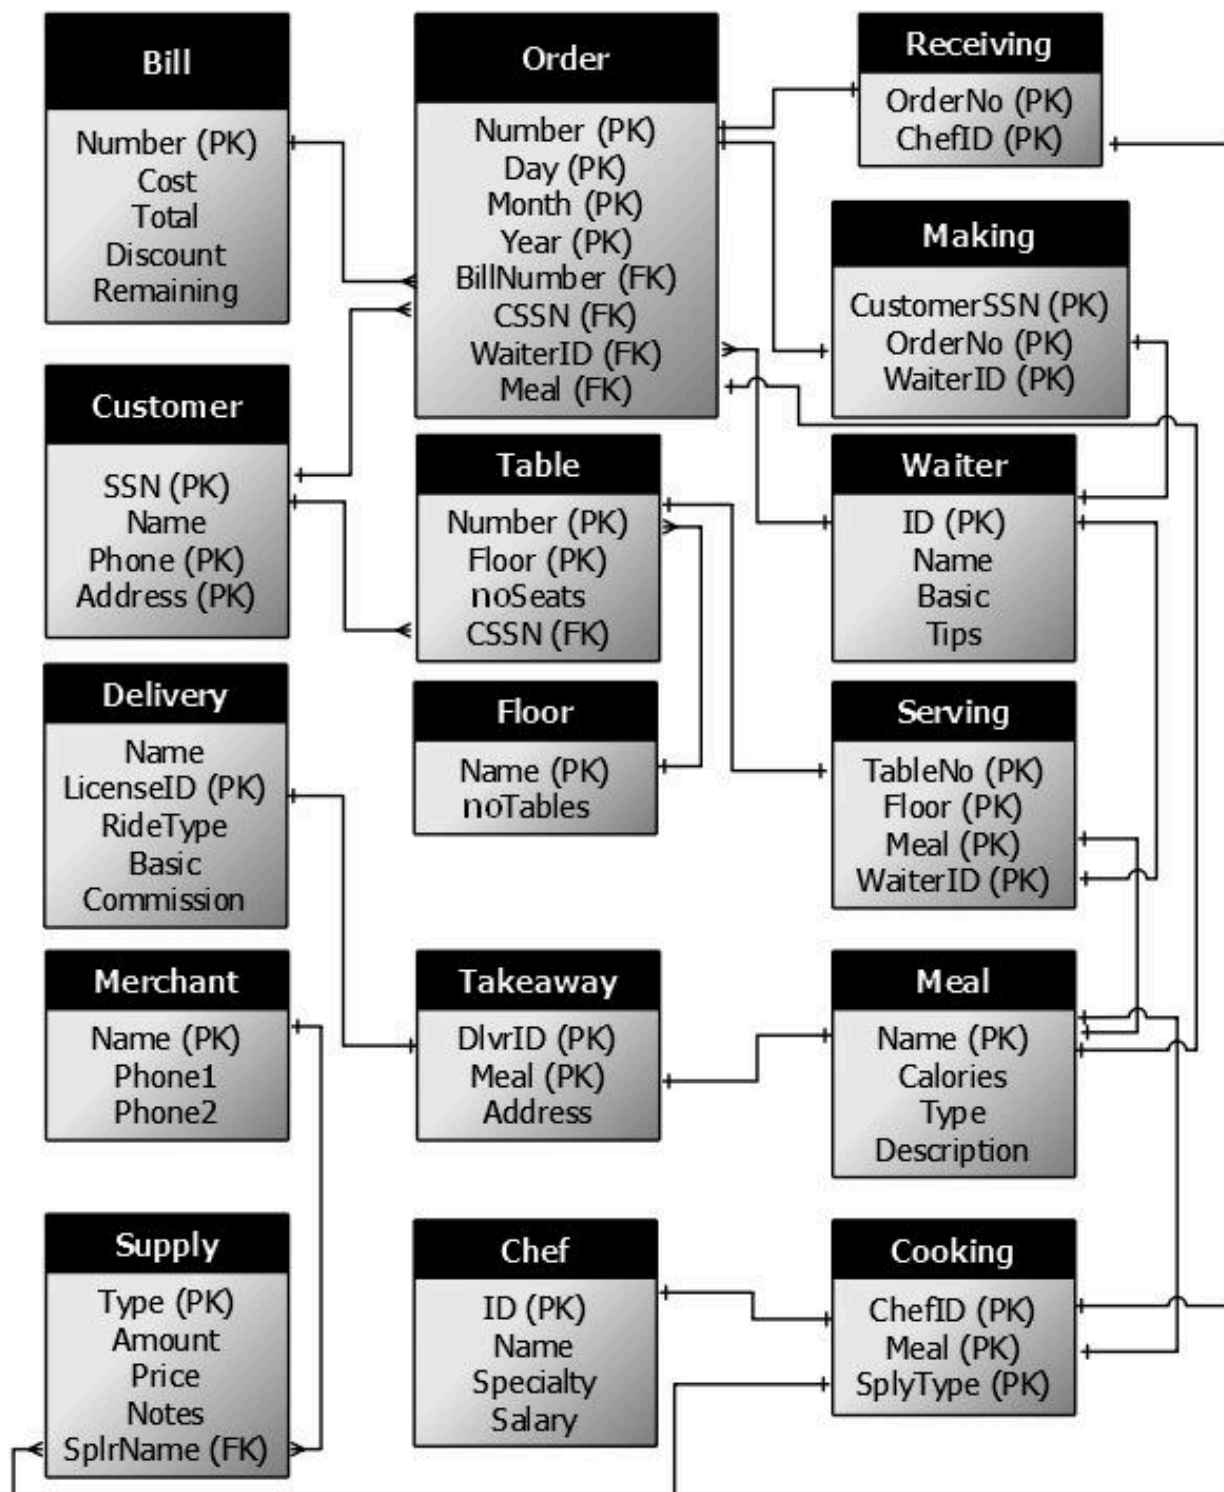 Bill
Number (PK)
Cost
Total
Discount
Remaining
Order
Number (PK)
Day (PK)
Month (PK)
Year (PK)
BillNumber (FK)
CSSN (FK)
WaiterID (FK)
Meal (FK)
Receiving
OrderNo (PK)
ChefID (PK)
Making
CustomerSSN (PK)
OrderNo (PK)
WaiterID (PK)
Customer
SSN (PK)
Name
Phone (PK)
Address (PK)
Table
Number (PK)
Floor (PK)
noSeats
CSSN (FK)
Waiter
ID (PK)
Name
Basic
Tips
Delivery
Name
LicenseID (PK)
RideType
Basic
Commission
Floor
Name (PK)
noTables
Serving
TableNo (PK)
Floor (PK)
Meal (PK)
WaiterID (PK)
Merchant
Name (PK)
Phone1
Phone2
Takeaway
DlvrID (PK)
Meal (PK)
Address
Meal
Name (PK)
Calories
Type
Description
Supply
Type (PK)
Amount
Price
Notes
SplrName (FK)
Chef
ID (PK)
Name
Specialty
Salary
Cooking
ChefID (PK)
Meal (PK)
SplyType (PK)